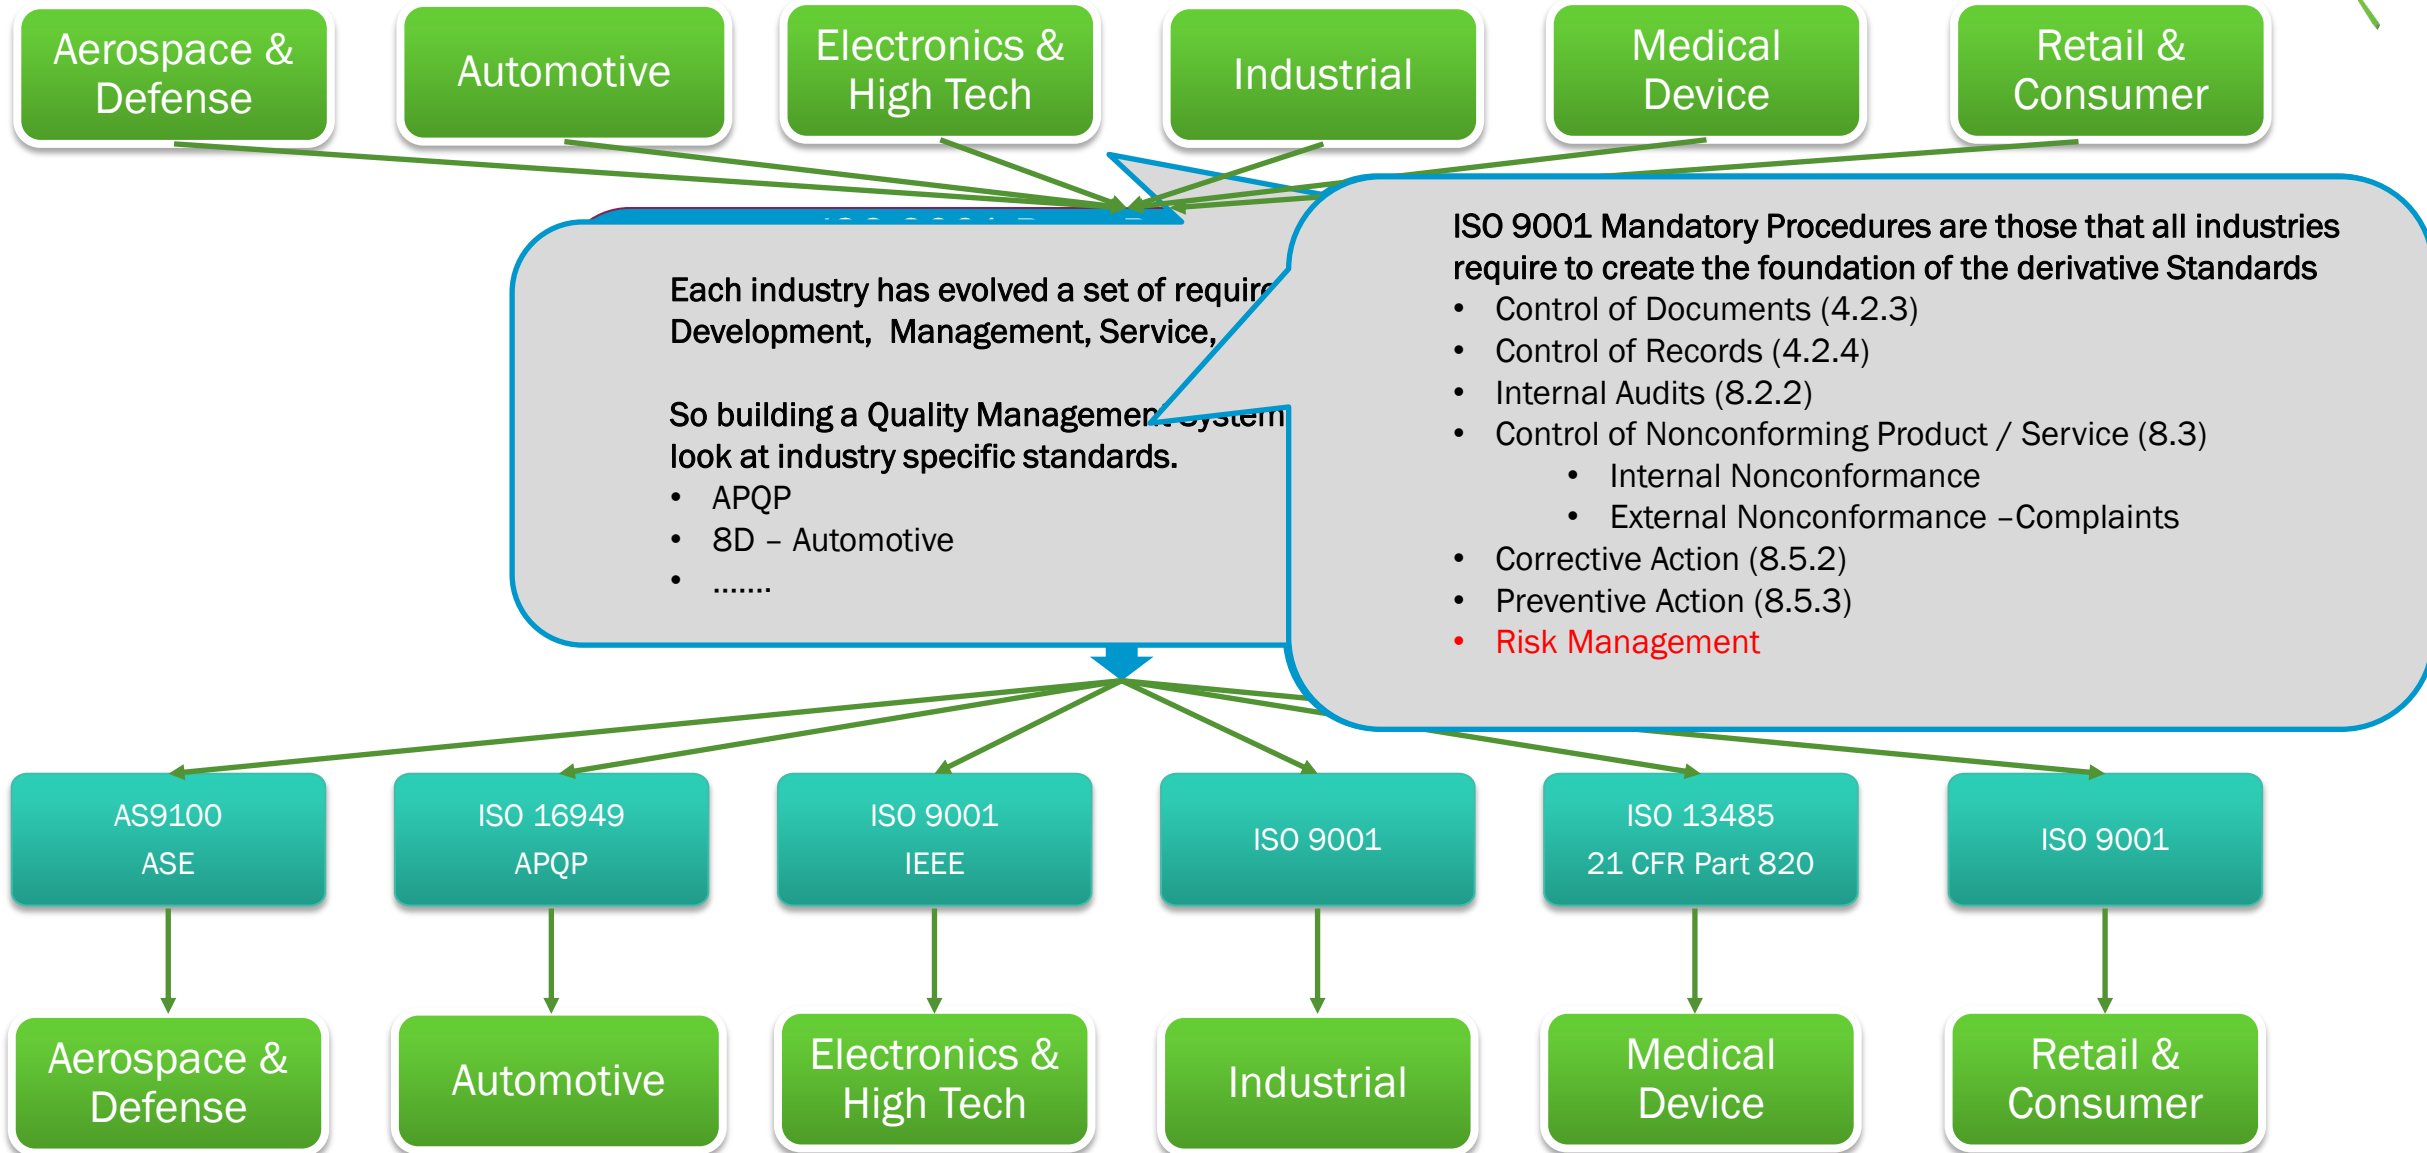 Aerospace &
Defense
Automotive
Electronics &
High Tech
Industrial
Medical
Device
Retail &
Consumer
Each industry has evolved a set of
Development,  Management, Service,
So building a Quality Management System
look at industry specific standards.
• APQP
• 8D – Automotive
• .......
ISO 9001 Mandatory Procedures are those that all industries
require to create the foundation of the derivative Standards
• Control of Documents (4.2.3)
• Control of Records (4.2.4)
• Internal Audits (8.2.2)
• Control of Nonconforming Product / Service (8.3)
• Internal Nonconformance
• External Nonconformance –Complaints
• Corrective Action (8.5.2)
• Preventive Action (8.5.3)
• Risk Management
AS9100
ASE
ISO 16949
APQP
ISO 9001
IEEE
ISO 9001
ISO 13485
21 CFR Part 820
ISO 9001
Aerospace &
Defense
Automotive
Electronics &
High Tech
Industrial
Medical
Device
Retail &
Consumer